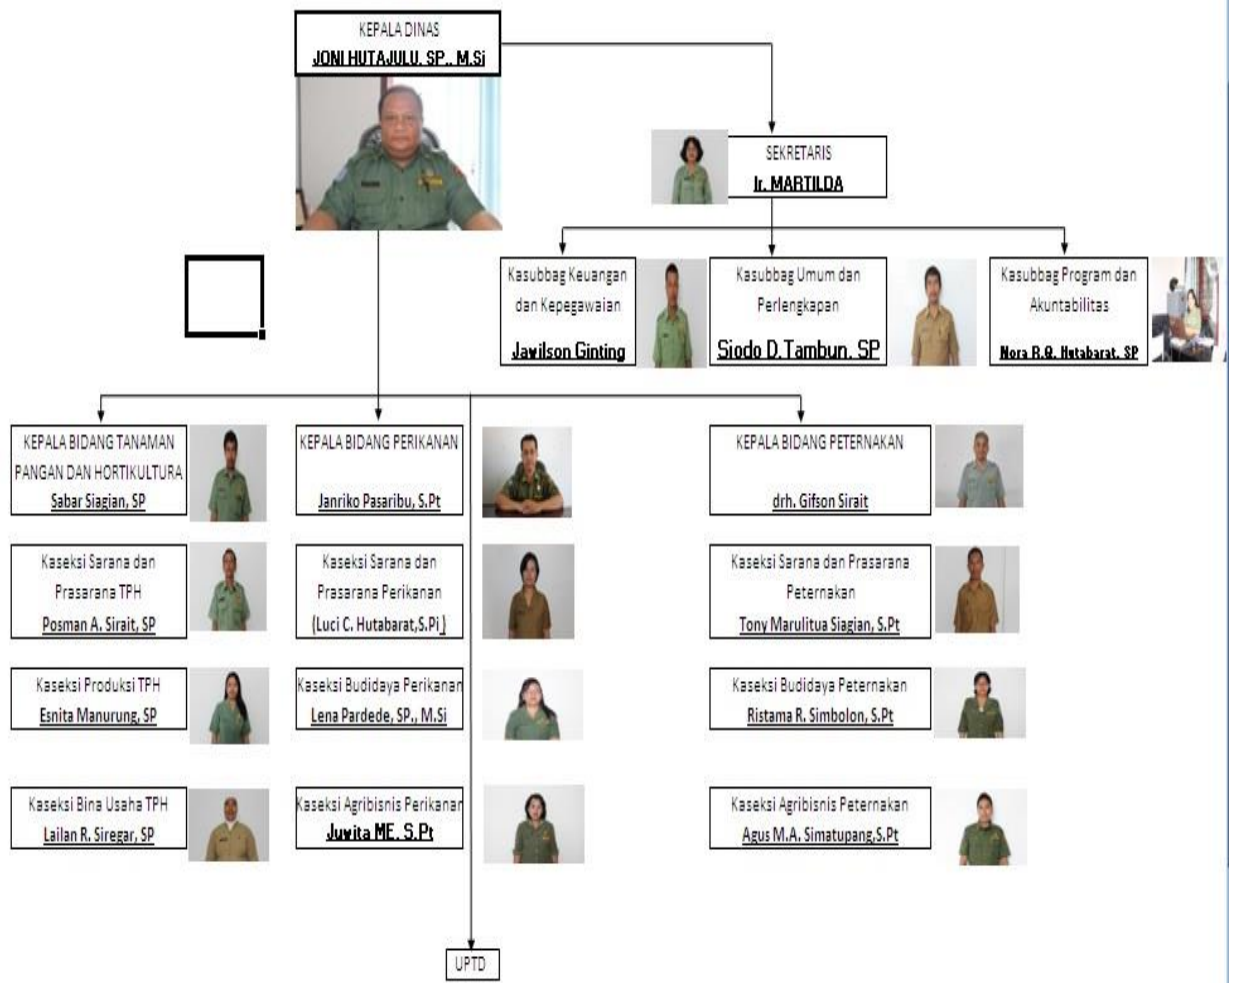 KEPALA DINAS
JONI HUTAJULU, SP., M.Si
SEKRETARIS
Ir. MARTILDA
Kasubbag Keuangan
dan Kepegawaian
Jawilson Ginting
Kasubbag Umum dan
Perlengkapan
Siodo D. Tambun, SP
Kasubbag Program dan
Akuntabilitas
Nora R.Q. Hutabarat, SP
KEPALA BIDANG TANAMAN
PANGAN DAN HORTIKULTURA
Sabar Siagian, SP
KEPALA BIDANG PERIKANAN
Janriko Pasaribu, S.Pt
KEPALA BIDANG PETERNAKAN
drh. Gifson Sirait
Kaseksi Sarana dan
Prasarana TPH
Posman A. Sirait, SP
Kaseksi Sarana dan
Prasarana Perikanan
(Luci C. Hutabarat,S.Pi )
Kaseksi Sarana dan Prasarana
Peternakan
Tony Marulitua Siagian, S.Pt
Kaseksi Produksi TPH
Esnita Manurung, SP
Kaseksi Budidaya Perikanan
Lena Pardede, SP., M.Si
Kaseksi Budidaya Peternakan
Ristama R. Simbolon, S.Pt
Kaseksi Bina Usaha TPH
Lailan R. Siregar, SP
Kaseksi Agribisnis Perikanan
Juwita ME, S.Pt
Kaseksi Agribisnis Peternakan
Agus M.A. Simatupang,S.Pt
UPTD